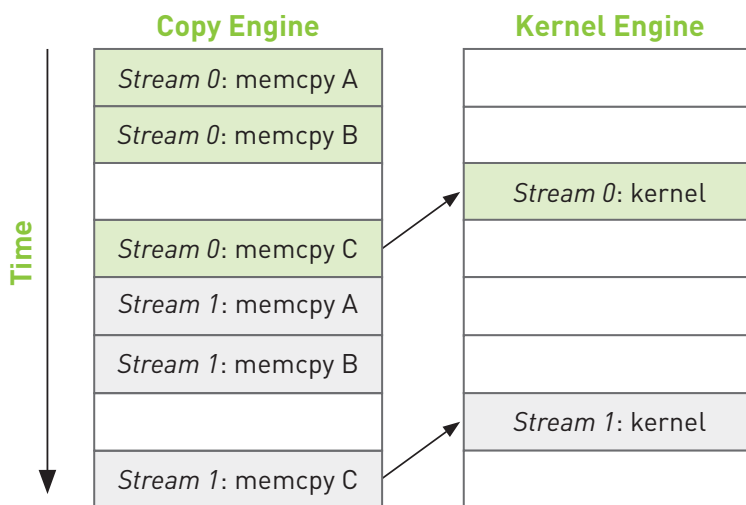 Copy Engine
Kernel Engine
Time
Stream 0: memcpy A
Stream 0: memcpy B
Stream 0: kernel
Stream 0: memcpy C
Stream 1: memcpy A
Stream 1: memcpy B
Stream 1: kernel
Stream 1: memcpy C